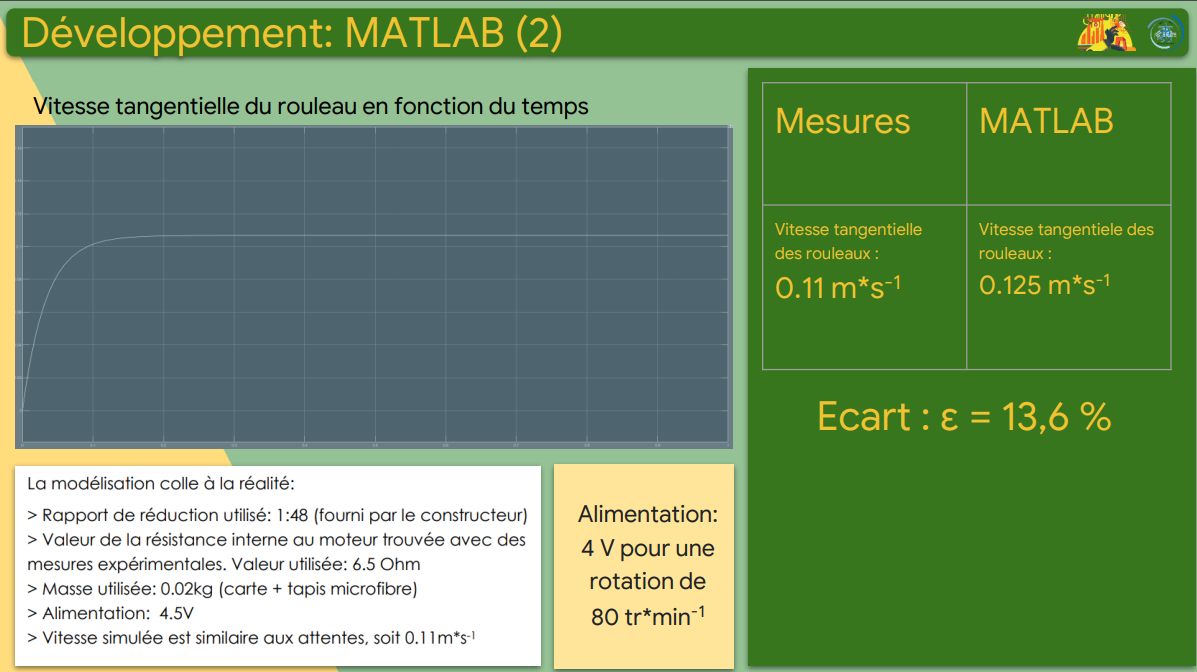 Développement: MATLAB (2)
Vitesse tangentielle du rouleau en fonction du temps
La modélisation colle à la réalité:
> Rapport de réduction utilisé: 1:48 (fourni par le constructeur)
> Valeur de la résistance interne au moteur trouvée avec des
mesures expérimentales. Valeur utilisée: 6.5 Ohm
> Masse utilisée: 0.02kg (carte + tapis microfibre)
> Alimentation:  4.5V
> Vitesse simulée est similaire aux attentes, soit 0.11m*s⁻¹
Alimentation:
4 V pour une
rotation de
80 tr*min⁻¹
Mesures
MATLAB
Vitesse tangentielle
des rouleaux :
0.11 m*s⁻¹
Vitesse tangentiele des
rouleaux :
0.125 m*s⁻¹
Ecart : ε = 13,6 %